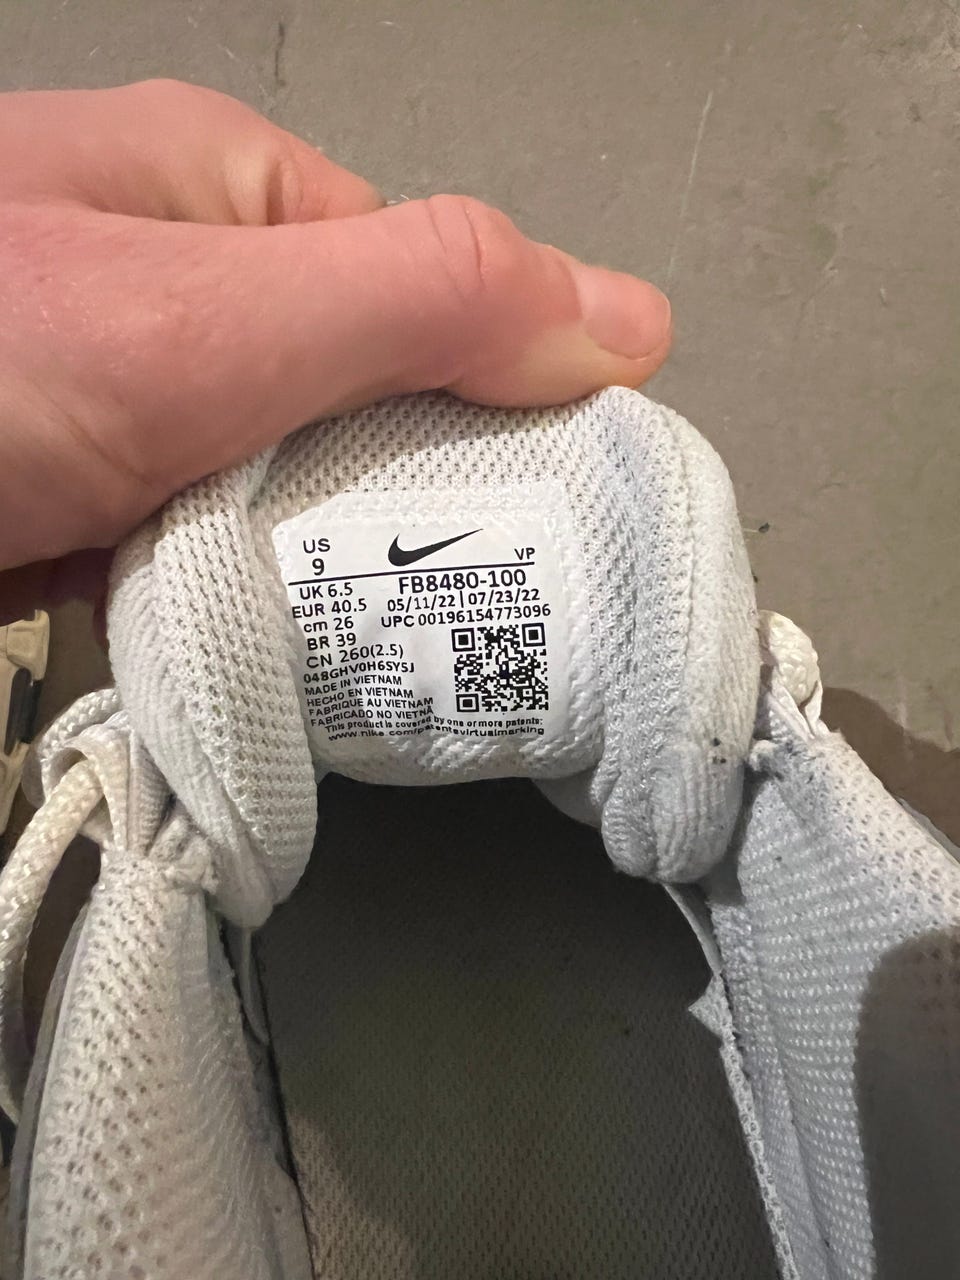 US
9
VP
UK 6.5
EUR 40.5
cm 26
BR 39
CN 260(2.5)
048GHV0H6SY5J
MADE IN VIETNAM
HECHO EN VIETNAM
FABRIQUE AU VIETNAM
FABRICADO NO VIETNÃ
FB8480-100
05/11/22 | 07/23/22
UPC 00196154773096
This product is covered by one or more patents:
www.nike.com/patentsvirtualmarking